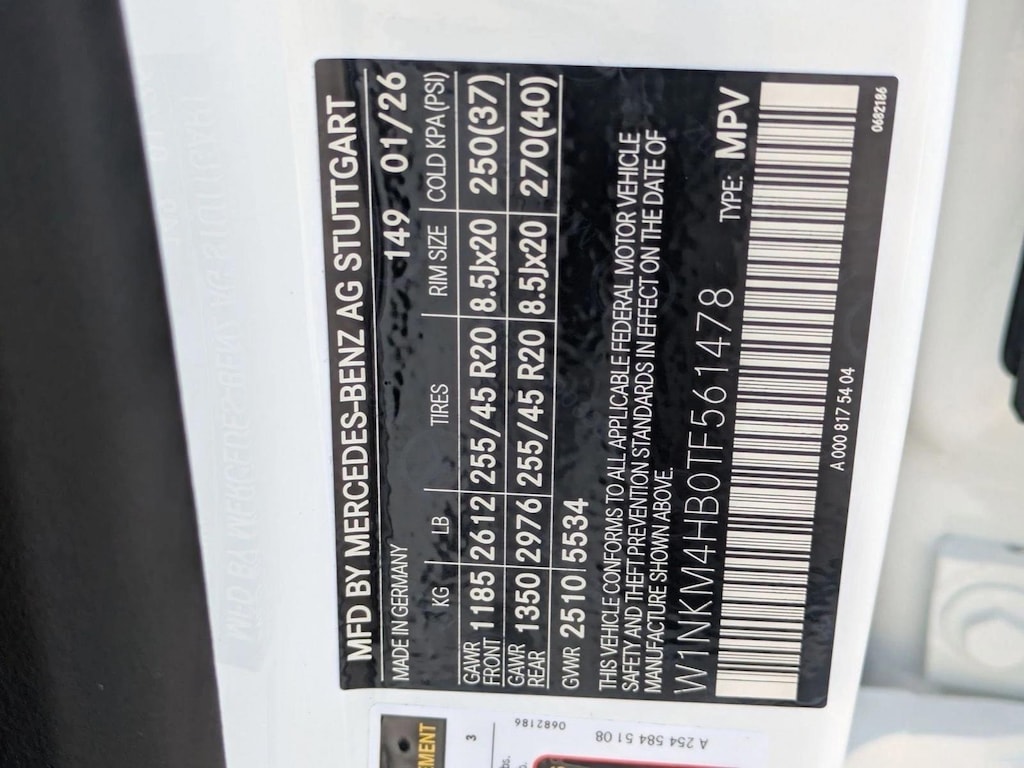 MFD BY MERCEDES-BENZ AG STUTTGART
MADE IN GERMANY 149 01/26
KG LB TIRES RIM SIZE COLD KPA (PSI)
GAWR FRONT 1185 2612 255/45 R20 8.5Jx20 250(37)
GAWR REAR 1350 2976 255/45 R20 8.5Jx20 270(40)
GVWR 2510 5534
THIS VEHICLE CONFORMS TO ALL APPLICABLE FEDERAL MOTOR VEHICLE
SAFETY AND THEFT PREVENTION STANDARDS IN EFFECT ON THE DATE OF
MANUFACTURE SHOWN ABOVE.
W1NKM4HB0TF561478 TYPE: MPV
A 000 817 54 04
0682186
EMENT
3
0682186
A 254 584 51 08